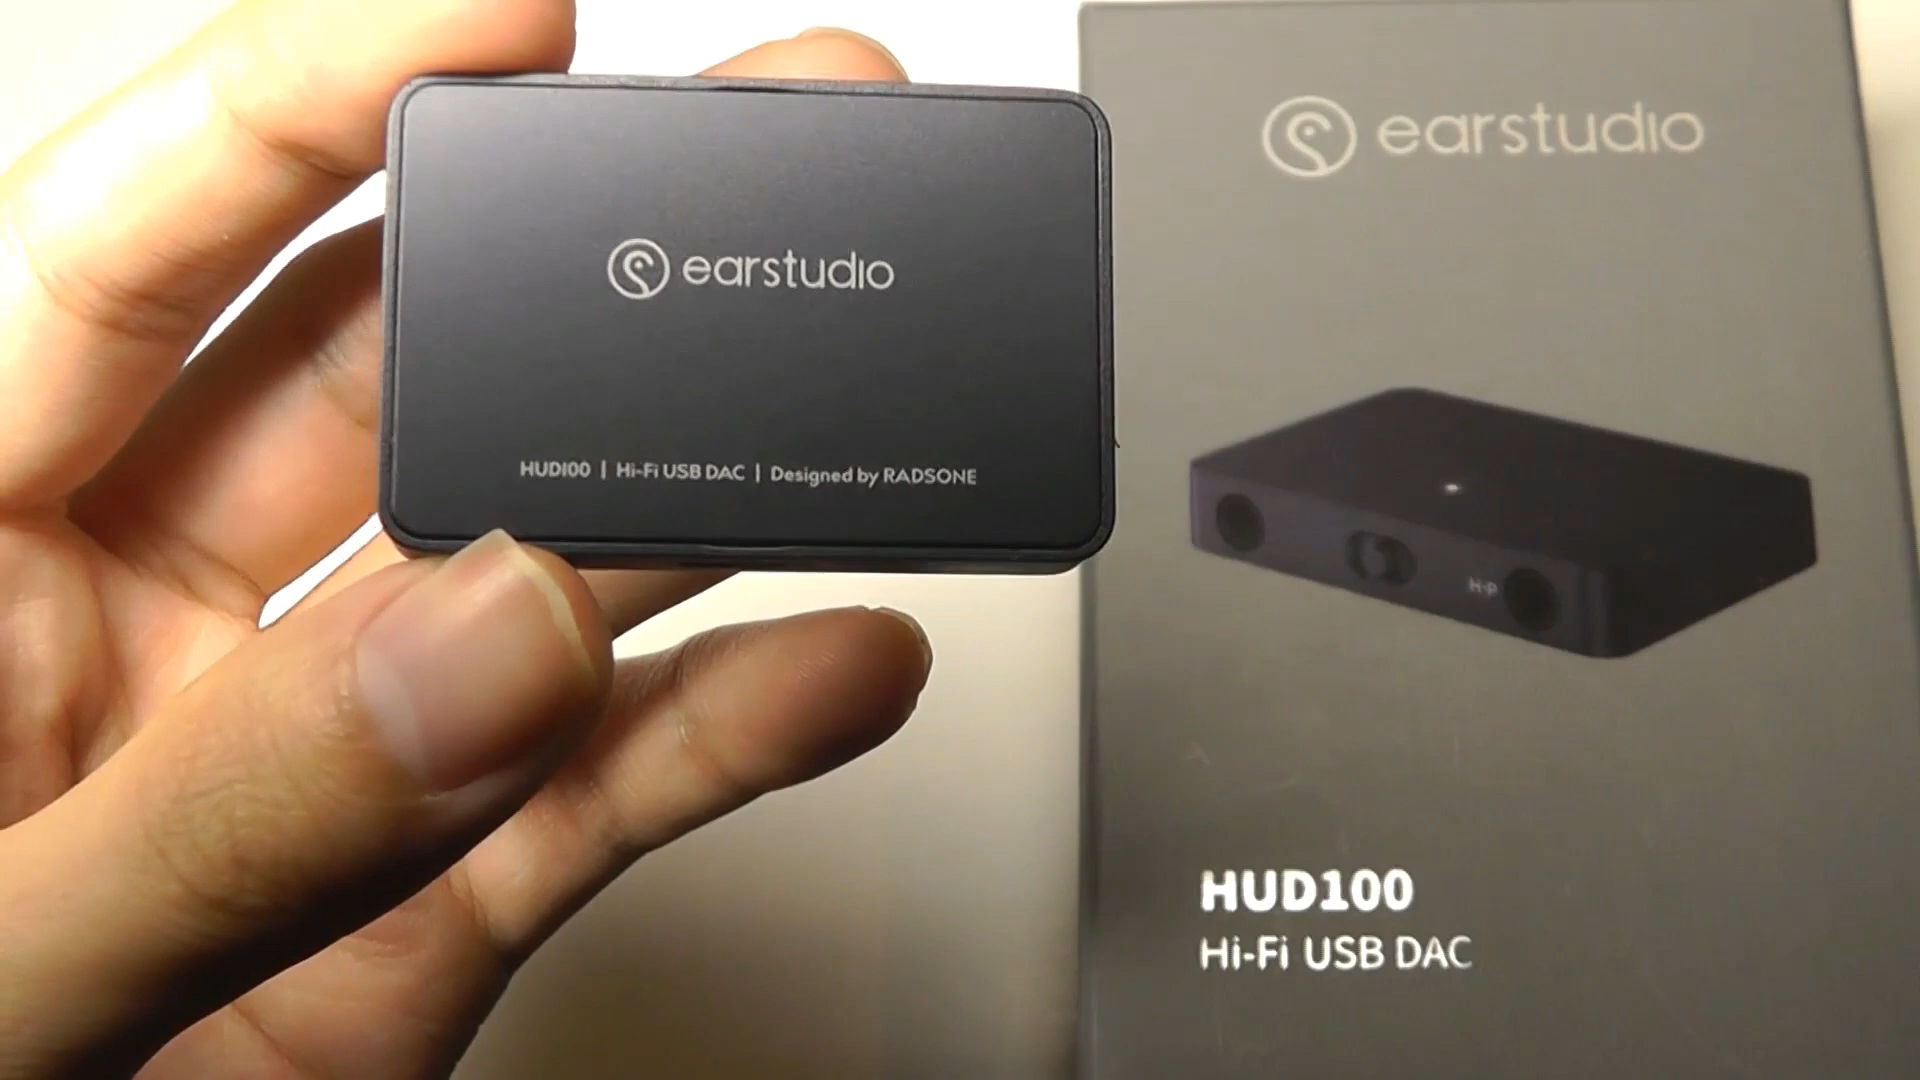 earstudio
HUD100 | Hi-Fi USB DAC | Designed by RADSONE
earstudio
H·P
HUD100
Hi-Fi USB DAC